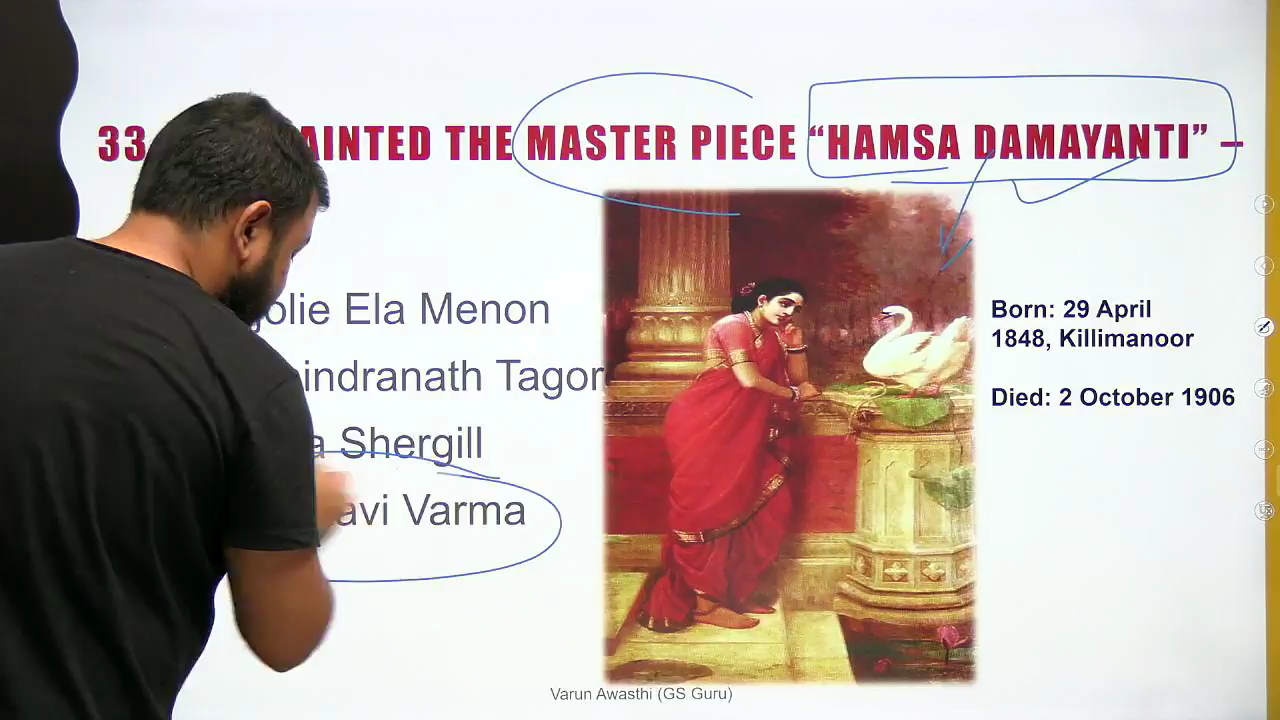 33. AINTED THE MASTER PIECE “HAMSA DAMAYANTI” –
olie Ela Menon
indranath Tagor
a Shergill
avi Varma
Born: 29 April
1848, Killimanoor
Died: 2 October 1906
Varun Awasthi (GS Guru)